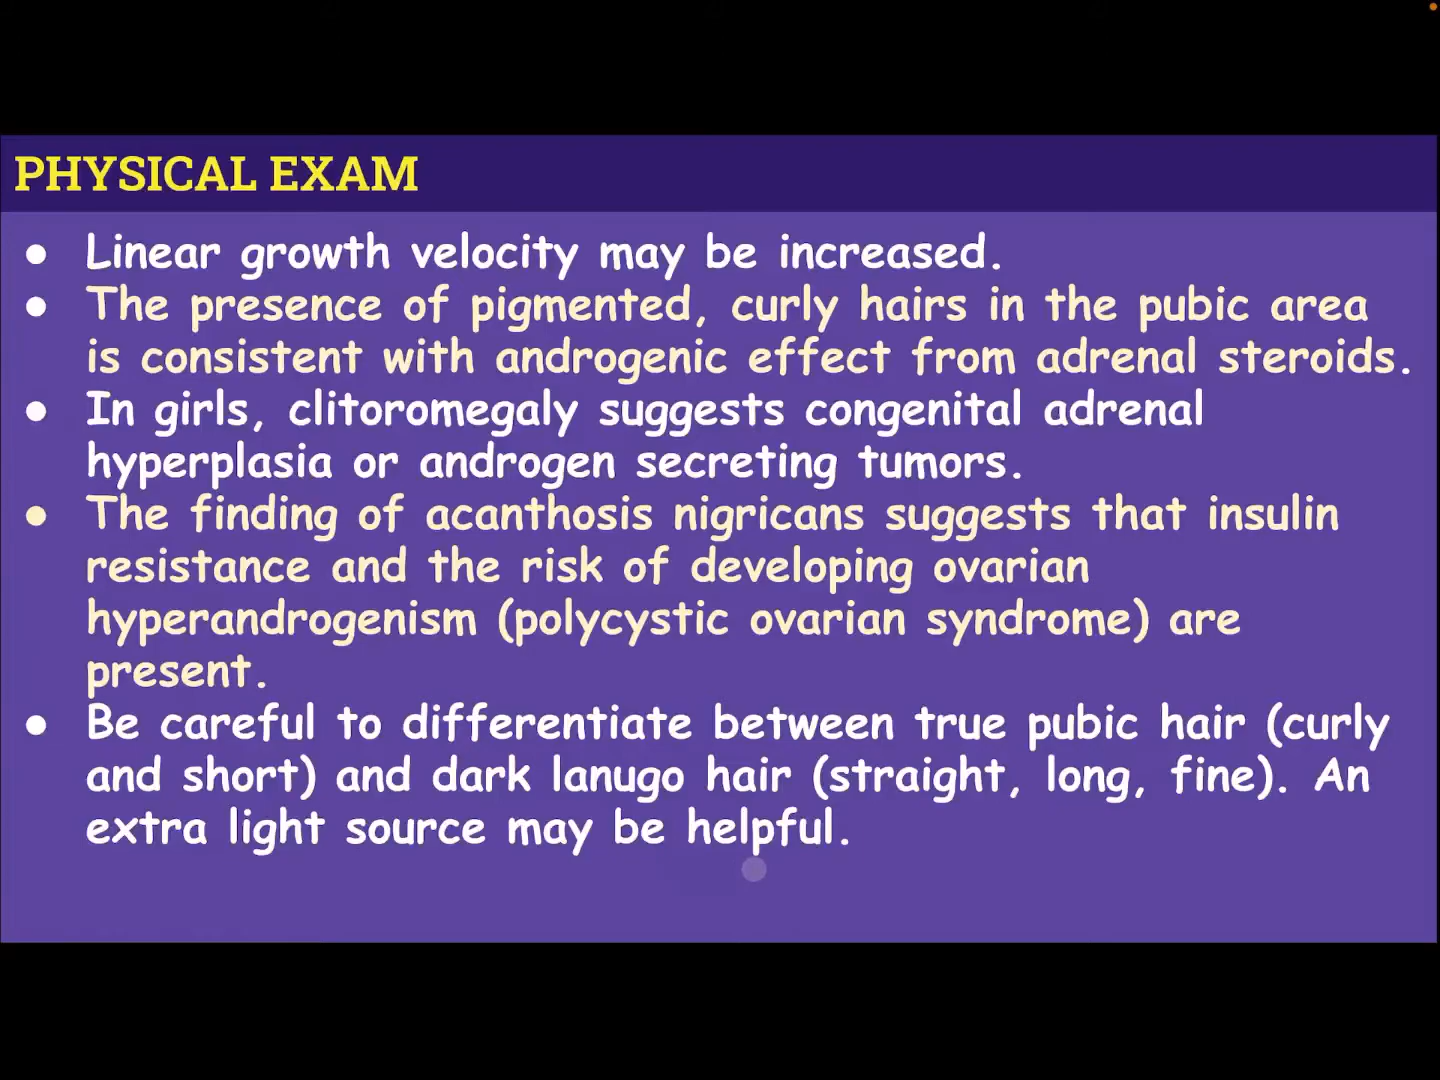 PHYSICAL EXAM
● Linear growth velocity may be increased.
● The presence of pigmented, curly hairs in the pubic area
is consistent with androgenic effect from adrenal steroids.
● In girls, clitoromegaly suggests congenital adrenal
hyperplasia or androgen secreting tumors.
● The finding of acanthosis nigricans suggests that insulin
resistance and the risk of developing ovarian
hyperandrogenism (polycystic ovarian syndrome) are
present.
● Be careful to differentiate between true pubic hair (curly
and short) and dark lanugo hair (straight, long, fine). An
extra light source may be helpful.